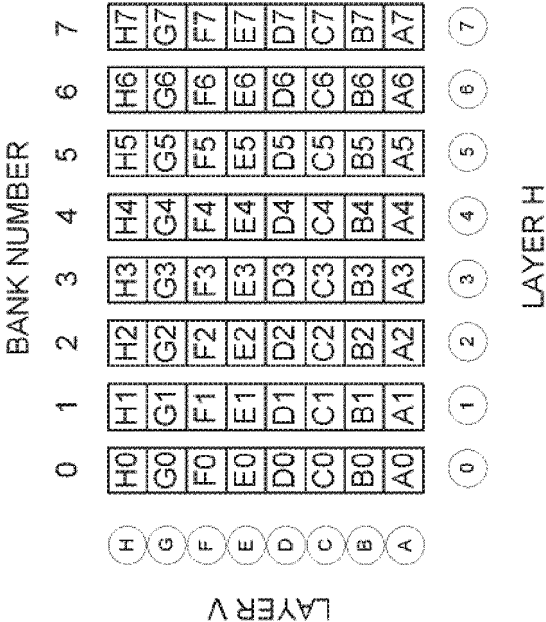 BANK NUMBER
0 1 2 3 4 5 6 7
LAYER V
H H0 H1 H2 H3 H4 H5 H6 H7
G G0 G1 G2 G3 G4 G5 G6 G7
F F0 F1 F2 F3 F4 F5 F6 F7
E E0 E1 E2 E3 E4 E5 E6 E7
D D0 D1 D2 D3 D4 D5 D6 D7
C C0 C1 C2 C3 C4 C5 C6 C7
B B0 B1 B2 B3 B4 B5 B6 B7
A A0 A1 A2 A3 A4 A5 A6 A7
0 1 2 3 4 5 6 7
LAYER H